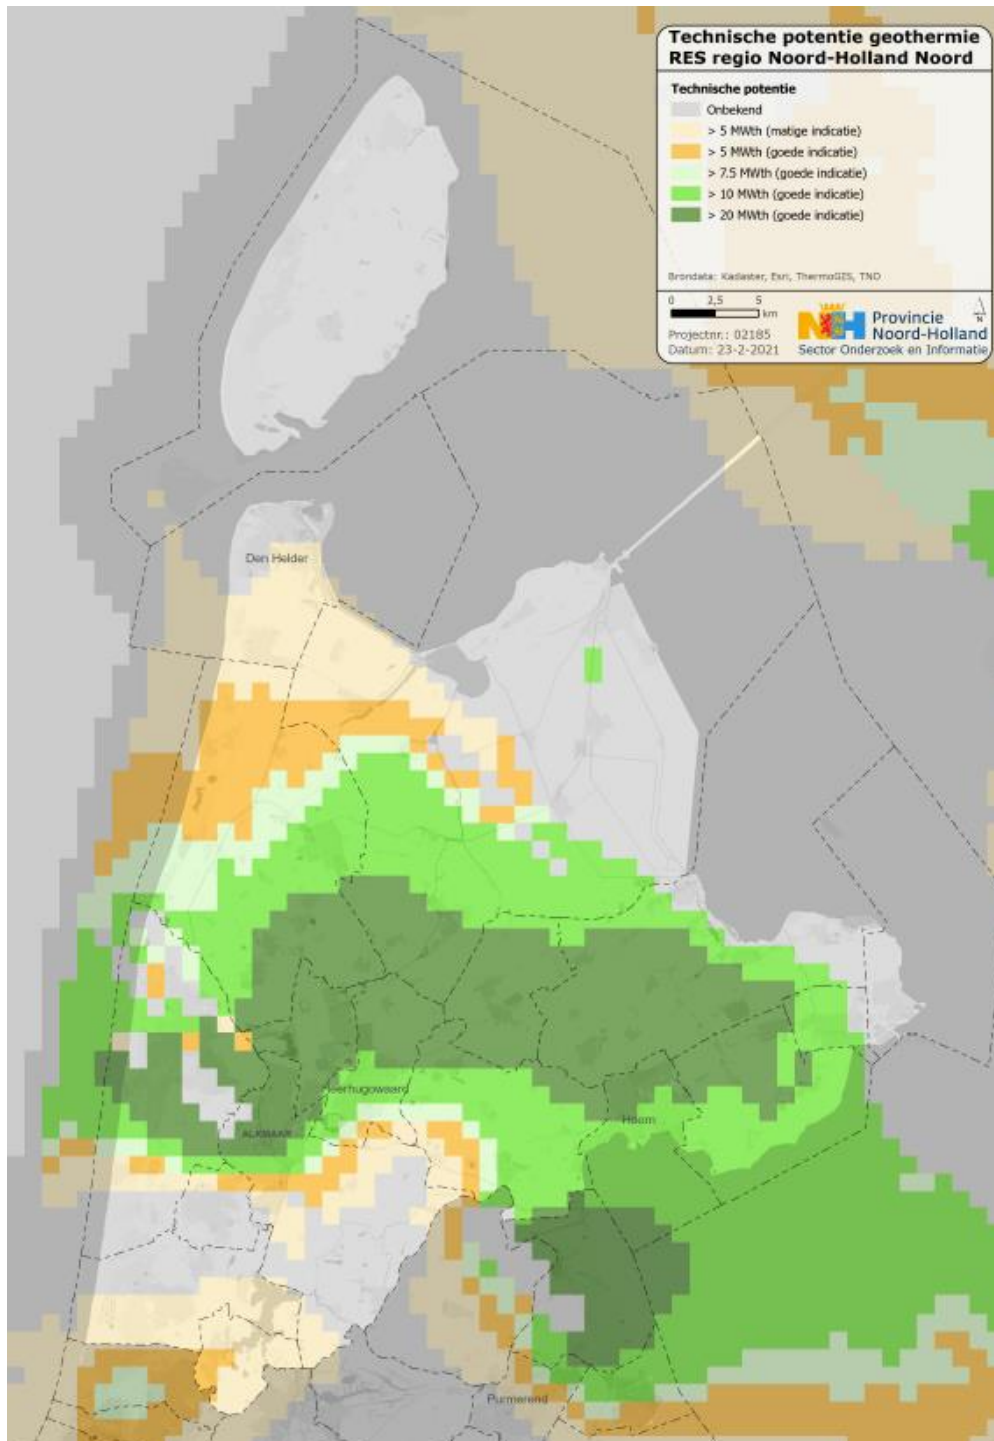 Technische potentie geothermie
RES regio Noord-Holland Noord
Technische potentie
Onbekend
> 5 MWth (matige indicatie)
> 5 MWth (goede indicatie)
> 7.5 MWth (goede indicatie)
> 10 MWth (goede indicatie)
> 20 MWth (goede indicatie)
Brondata: Kadaster, Esri, ThermoGIS, TNO
0 2,5 5
km
N
Projectnr.: 02185
Datum: 23-2-2021
Provincie
Noord-Holland
Sector Onderzoek en Informatie
Den Helder
Heerhugowaard
Hoorn
ALKMAAR
Purmerend